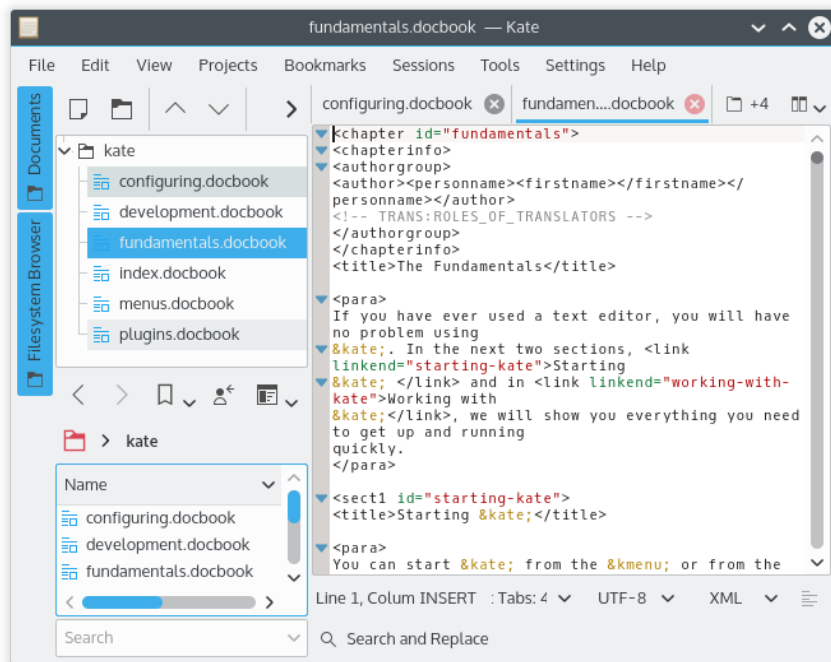 fundamentals.docbook — Kate
File Edit View Projects Bookmarks Sessions Tools Settings Help
Documents
Filesystem Browser
kate
configuring.docbook
development.docbook
fundamentals.docbook
index.docbook
menus.docbook
plugins.docbook
kate
Name
configuring.docbook
development.docbook
fundamentals.docbook
Search
configuring.docbook fundamen....docbook +4
<chapter id="fundamentals">
<chapterinfo>
<authorgroup>
<author><personname><firstname></firstname></
personname></author>
<!-- TRANS:ROLES_OF_TRANSLATORS -->
</authorgroup>
</chapterinfo>
<title>The Fundamentals</title>
<para>
If you have ever used a text editor, you will have
no problem using
&kate;. In the next two sections, <link
linkend="starting-kate">Starting
&kate; </link> and in <link linkend="working-with-
kate">Working with
&kate;</link>, we will show you everything you need
to get up and running
quickly.
</para>
<sect1 id="starting-kate">
<title>Starting &kate;</title>
<para>
You can start &kate; from the &kmenu; or from the
Line 1, Colum INSERT : Tabs: 4 UTF-8 XML
Search and Replace